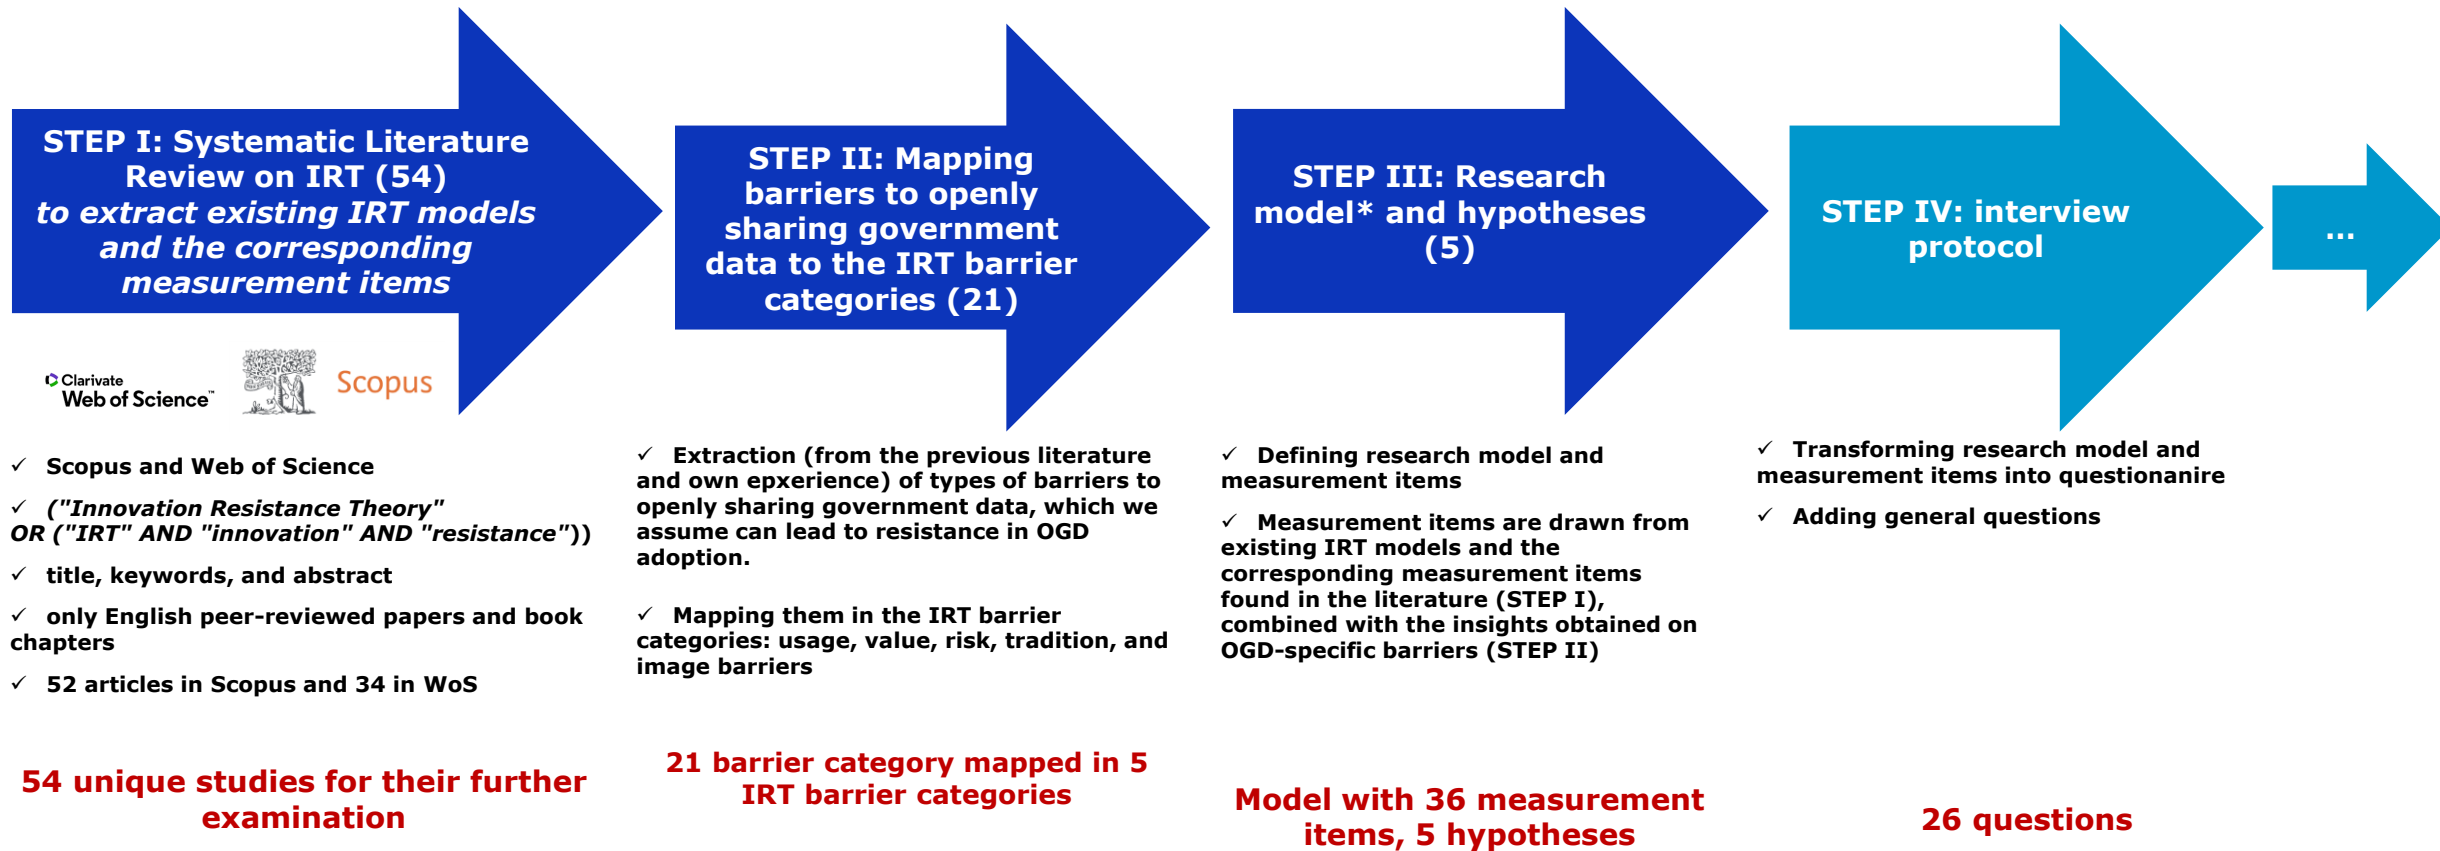 STEP I: Systematic Literature
Review on IRT (54)
to extract existing IRT models
and the corresponding
measurement items
Clarivate
Web of Science™
Scopus
✓ Scopus and Web of Science
✓ ("Innovation Resistance Theory"
OR ("IRT" AND "innovation" AND "resistance"))
✓ title, keywords, and abstract
✓ only English peer-reviewed papers and book
chapters
✓ 52 articles in Scopus and 34 in WoS
54 unique studies for their further
examination
STEP II: Mapping
barriers to openly
sharing government
data to the IRT barrier
categories (21)
✓ Extraction (from the previous literature
and own epxerience) of types of barriers to
openly sharing government data, which we
assume can lead to resistance in OGD
adoption.
✓ Mapping them in the IRT barrier
categories: usage, value, risk, tradition, and
image barriers
21 barrier category mapped in 5
IRT barrier categories
STEP III: Research
model* and hypotheses
(5)
✓ Defining research model and
measurement items
✓ Measurement items are drawn from
existing IRT models and the
corresponding measurement items
found in the literature (STEP I),
combined with the insights obtained on
OGD-specific barriers (STEP II)
Model with 36 measurement
items, 5 hypotheses
STEP IV: interview
protocol
✓ Transforming research model and
measurement items into questionanire
✓ Adding general questions
26 questions
...